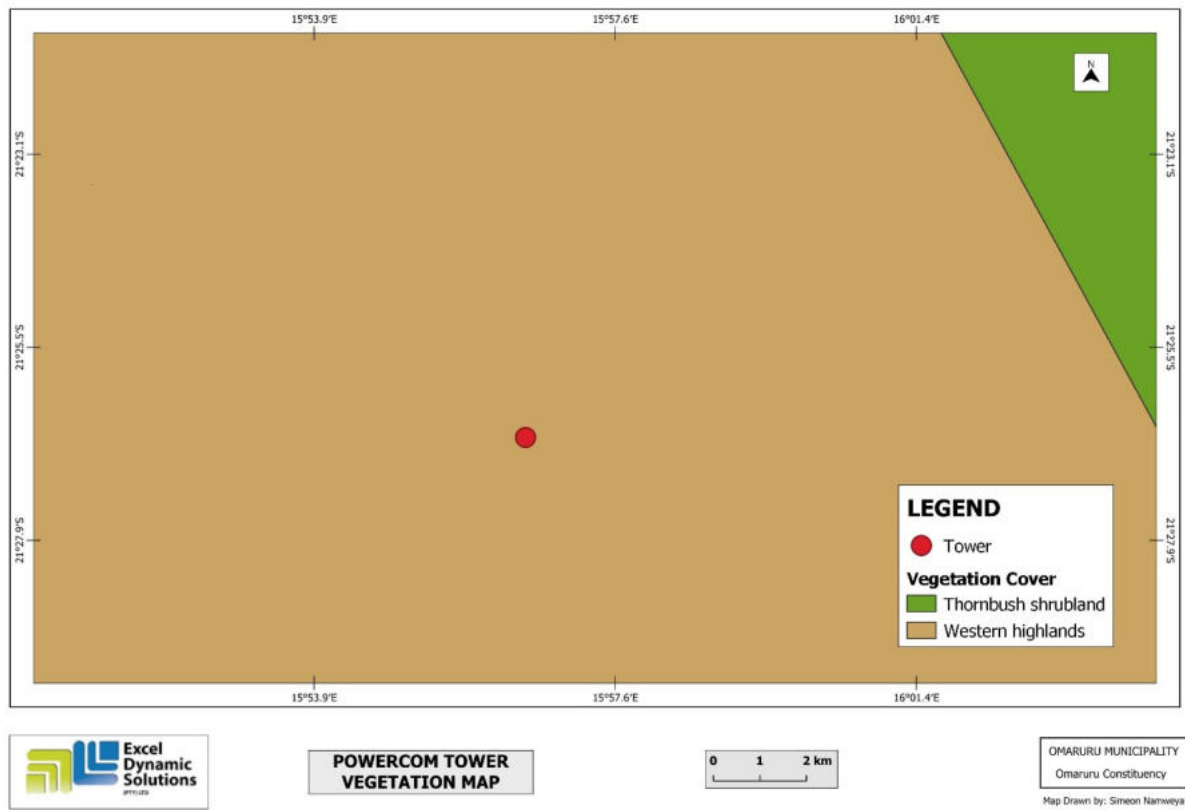 15°53.9'E 15°57.6'E 16°01.4'E
N
21°23.1'S 21°23.1'S
21°25.5'S 21°25.5'S
21°27.9'S 21°27.9'S
LEGEND
Tower
Vegetation Cover
Thornbush shrubland
Western highlands
15°53.9'E 15°57.6'E 16°01.4'E
Excel
Dynamic
Solutions
(PTY) LTD
POWERCOM TOWER
VEGETATION MAP
0 1 2 km
OMARURU MUNICIPALITY
Omaruru Constituency
Map Drawn by: Simeon Namweya